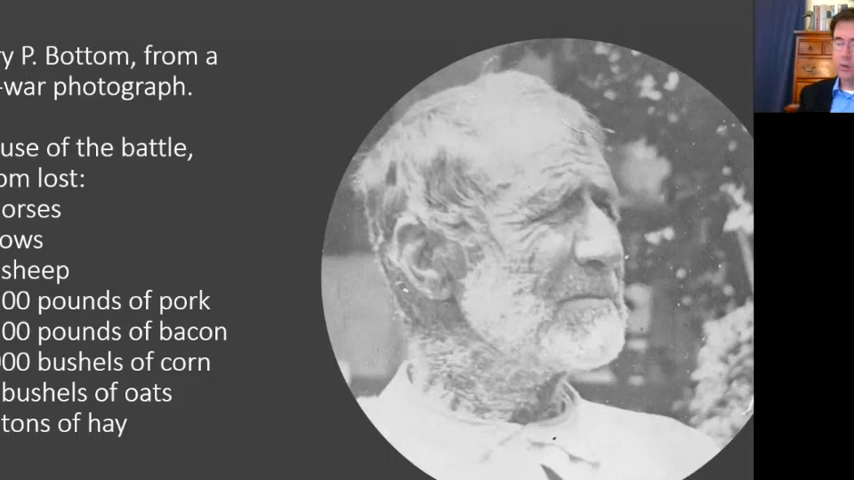 y P. Bottom, from a
-war photograph.
use of the battle,
om lost:
orses
ows
sheep
00 pounds of pork
00 pounds of bacon
00 bushels of corn
bushels of oats
tons of hay